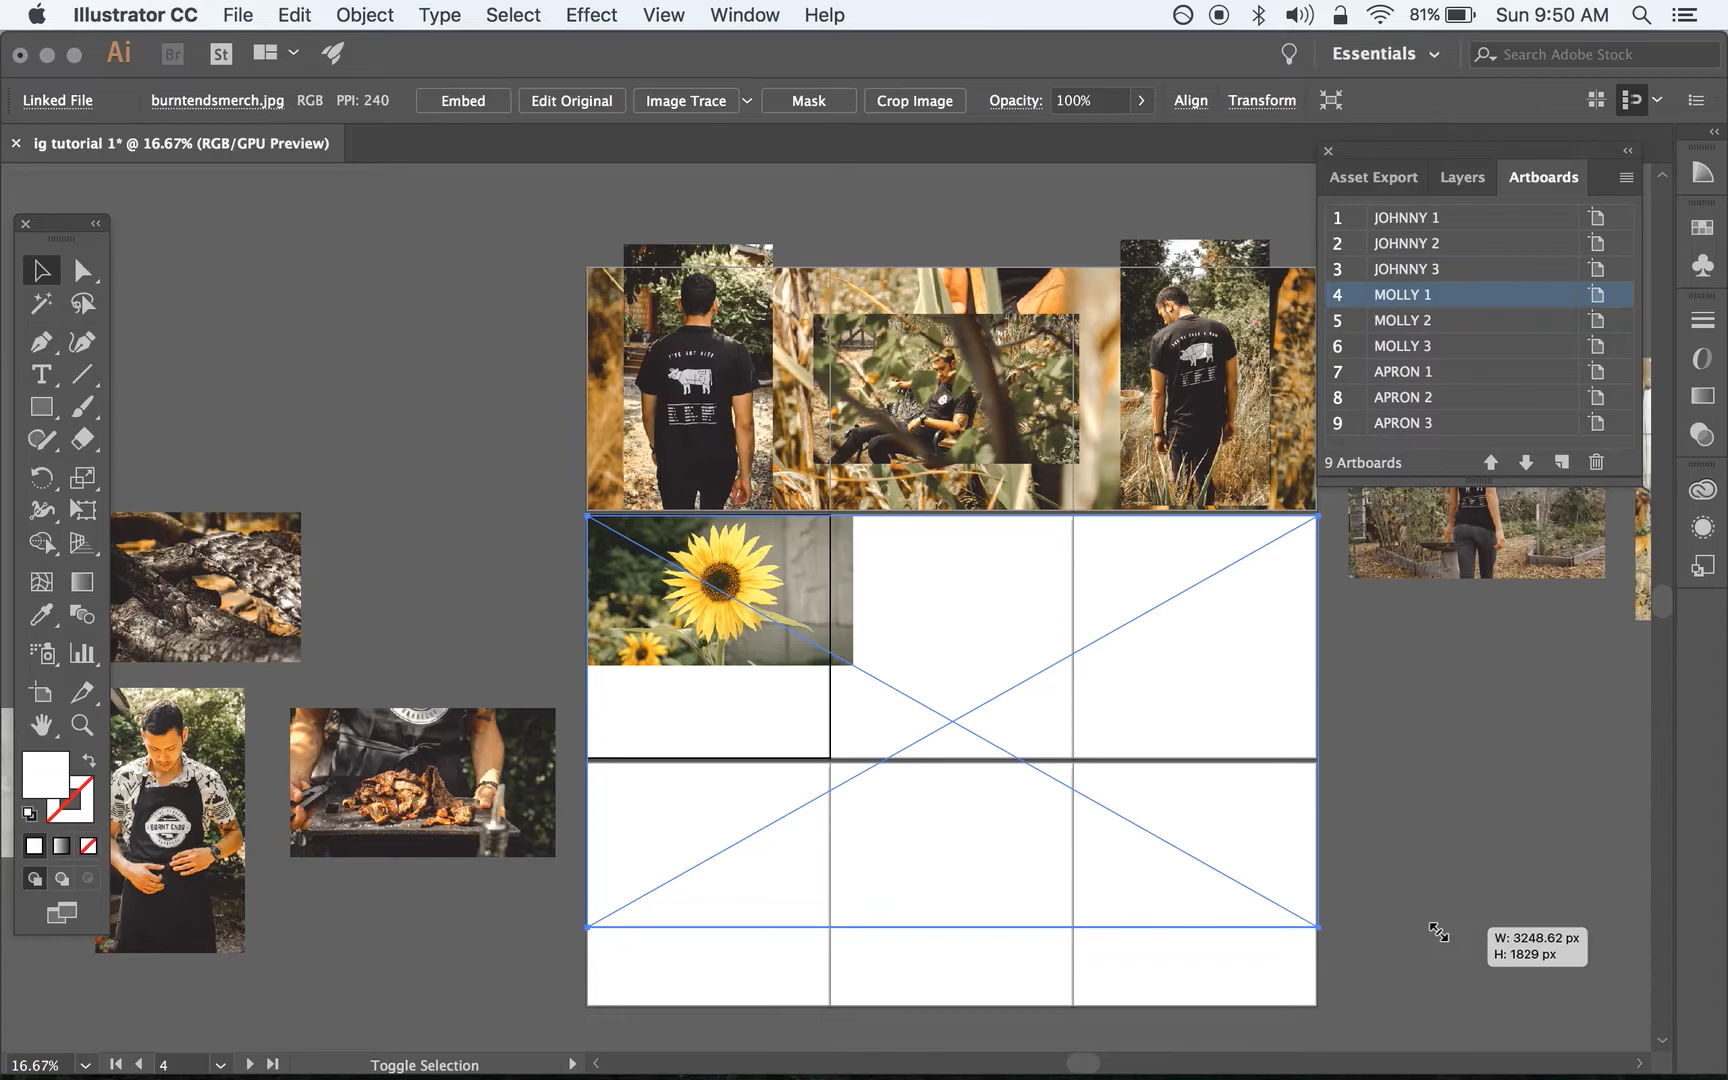 Illustrator CC File Edit Object Type Select Effect View Window Help 81% Sun 9:50 AM
Ai Br St Essentials Search Adobe Stock
Linked File burntendsmerch.jpg RGB PPI: 240 Embed Edit Original Image Trace Mask Crop Image Opacity: 100% Align Transform
× ig tutorial 1* @ 16.67% (RGB/GPU Preview)
Asset Export Layers Artboards
1 JOHNNY 1
2 JOHNNY 2
3 JOHNNY 3
4 MOLLY 1
5 MOLLY 2
6 MOLLY 3
7 APRON 1
8 APRON 2
9 APRON 3
9 Artboards
BURNT ENDS
W: 3248.62 px
H: 1829 px
16.67% 4 Toggle Selection